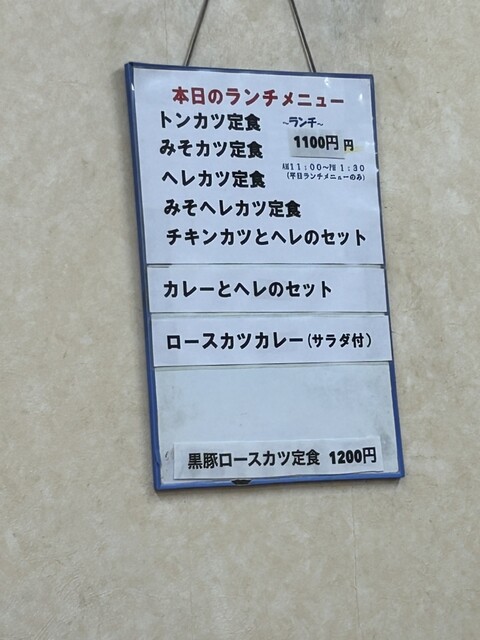 本日のランチメニュー
トンカツ定食 ~ランチ~
みそカツ定食 1100円 円
ヘレカツ定食 AM11:00~PM 1:30
(平日ランチメニューのみ)
みそヘレカツ定食
チキンカツとヘレのセット
カレーとヘレのセット
ロースカツカレー(サラダ付)
黒豚ロースカツ定食 1200円